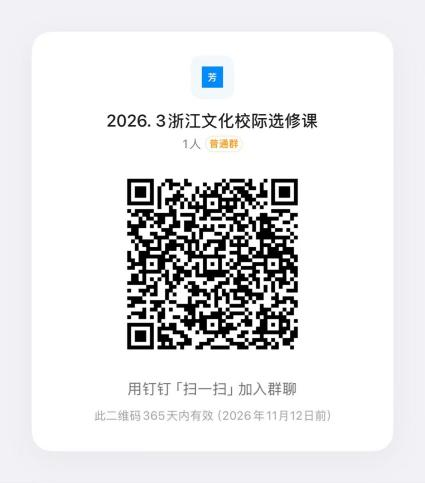 芳
2026. 3浙江文化校际选修课
1人 普通群
用钉钉「扫一扫」加入群聊
此二维码365天内有效 (2026年11月12日前)